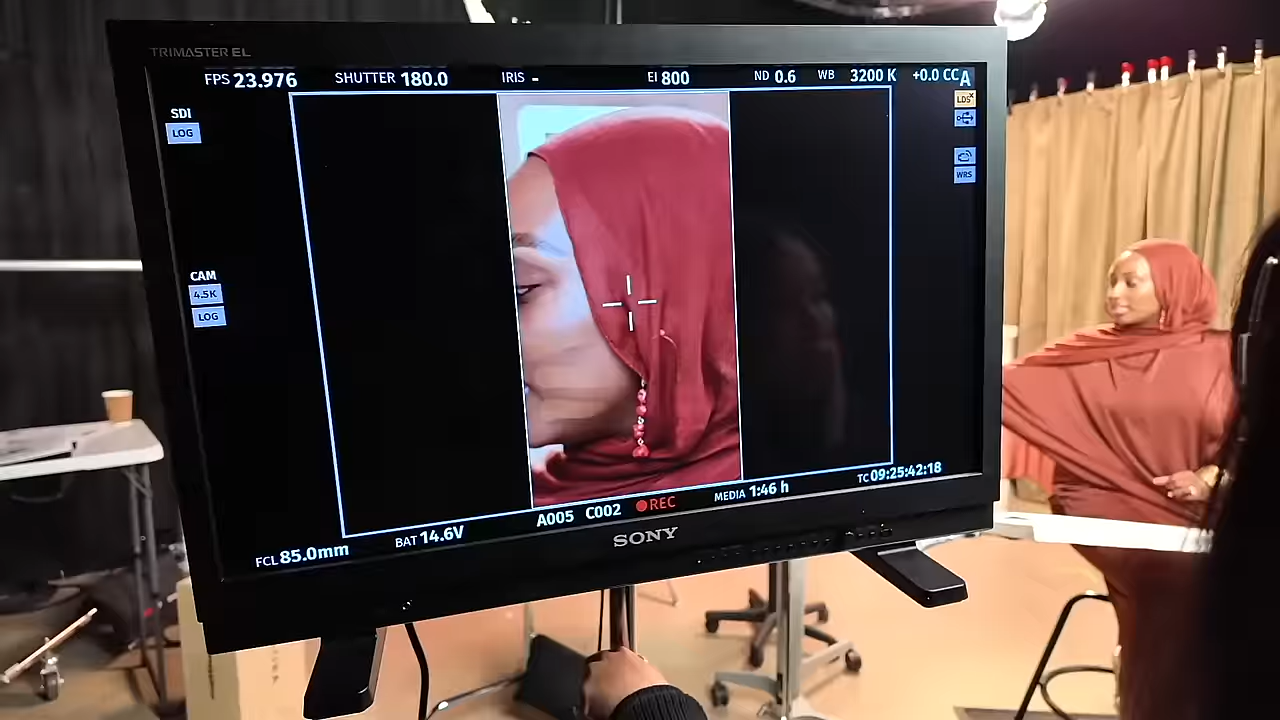 TRIMASTER EL
FPS 23.976 SHUTTER 180.0 IRIS - EI 800 ND 0.6 WB 3200 K +0.0 CC A
LDS
SDI
LOG
WRS
CAM
4.5K
LOG
FCL 85.0mm BAT 14.6V A005 C002 REC MEDIA 1:46 h TC 09:25:42:18
SONY